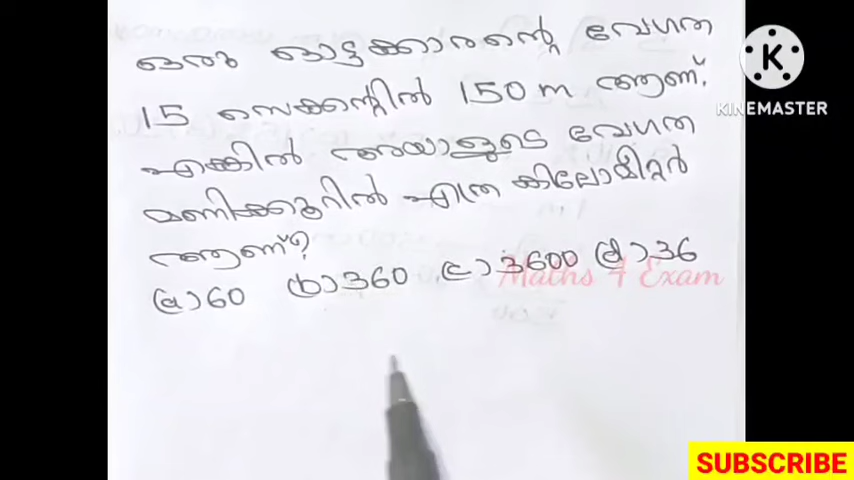 ഒരു ഓട്ടക്കാരന്റെ വേഗത
15 സെക്കന്റിൽ 150 m ആണ്.
എങ്കിൽ അയാളുടെ വേഗത
മണിക്കൂറിൽ എത്ര കിലോമീറ്റർ
ആണ്?
a) 60 b) 360 c) 3600 d) 36
Maths 4 Exam
KINEMASTER
SUBSCRIBE